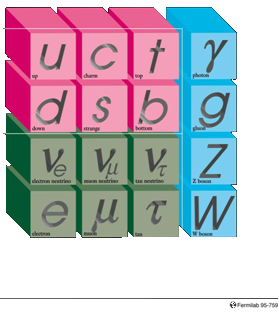 u c t γ
up charm top photon
d s b g
down strange bottom gluon
νe νμ ντ Z
electron neutrino muon neutrino tau neutrino Z boson
e μ τ W
electron muon tau W boson
Fermilab 95-759